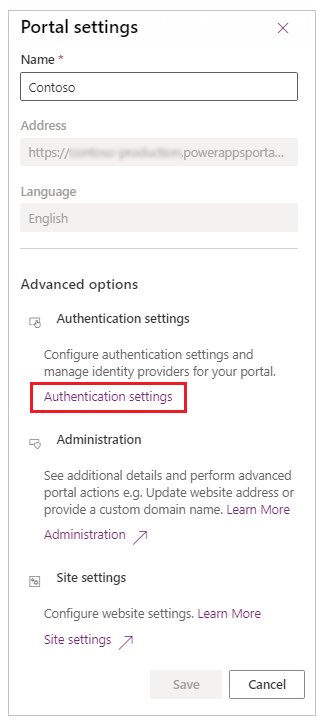 Portal settings
Name *
Contoso
Address
https://contoso-production.powerappsporta...
Language
English
Advanced options
Authentication settings
Configure authentication settings and
manage identity providers for your portal.
Authentication settings
Administration
See additional details and perform advanced
portal actions e.g. Update website address or
provide a custom domain name. Learn More
Administration
Site settings
Configure website settings. Learn More
Site settings
Save
Cancel